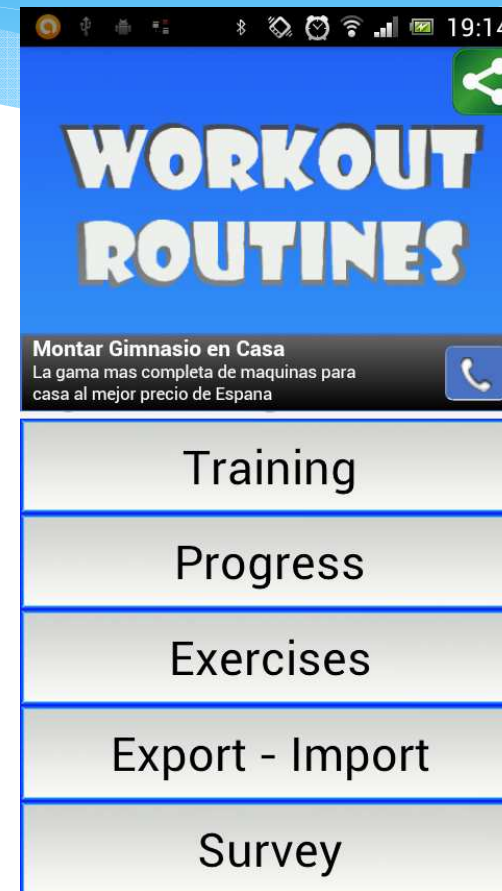 19:14
WORKOUT
ROUTINES
Montar Gimnasio en Casa
La gama mas completa de maquinas para
casa al mejor precio de Espana
Training
Progress
Exercises
Export - Import
Survey